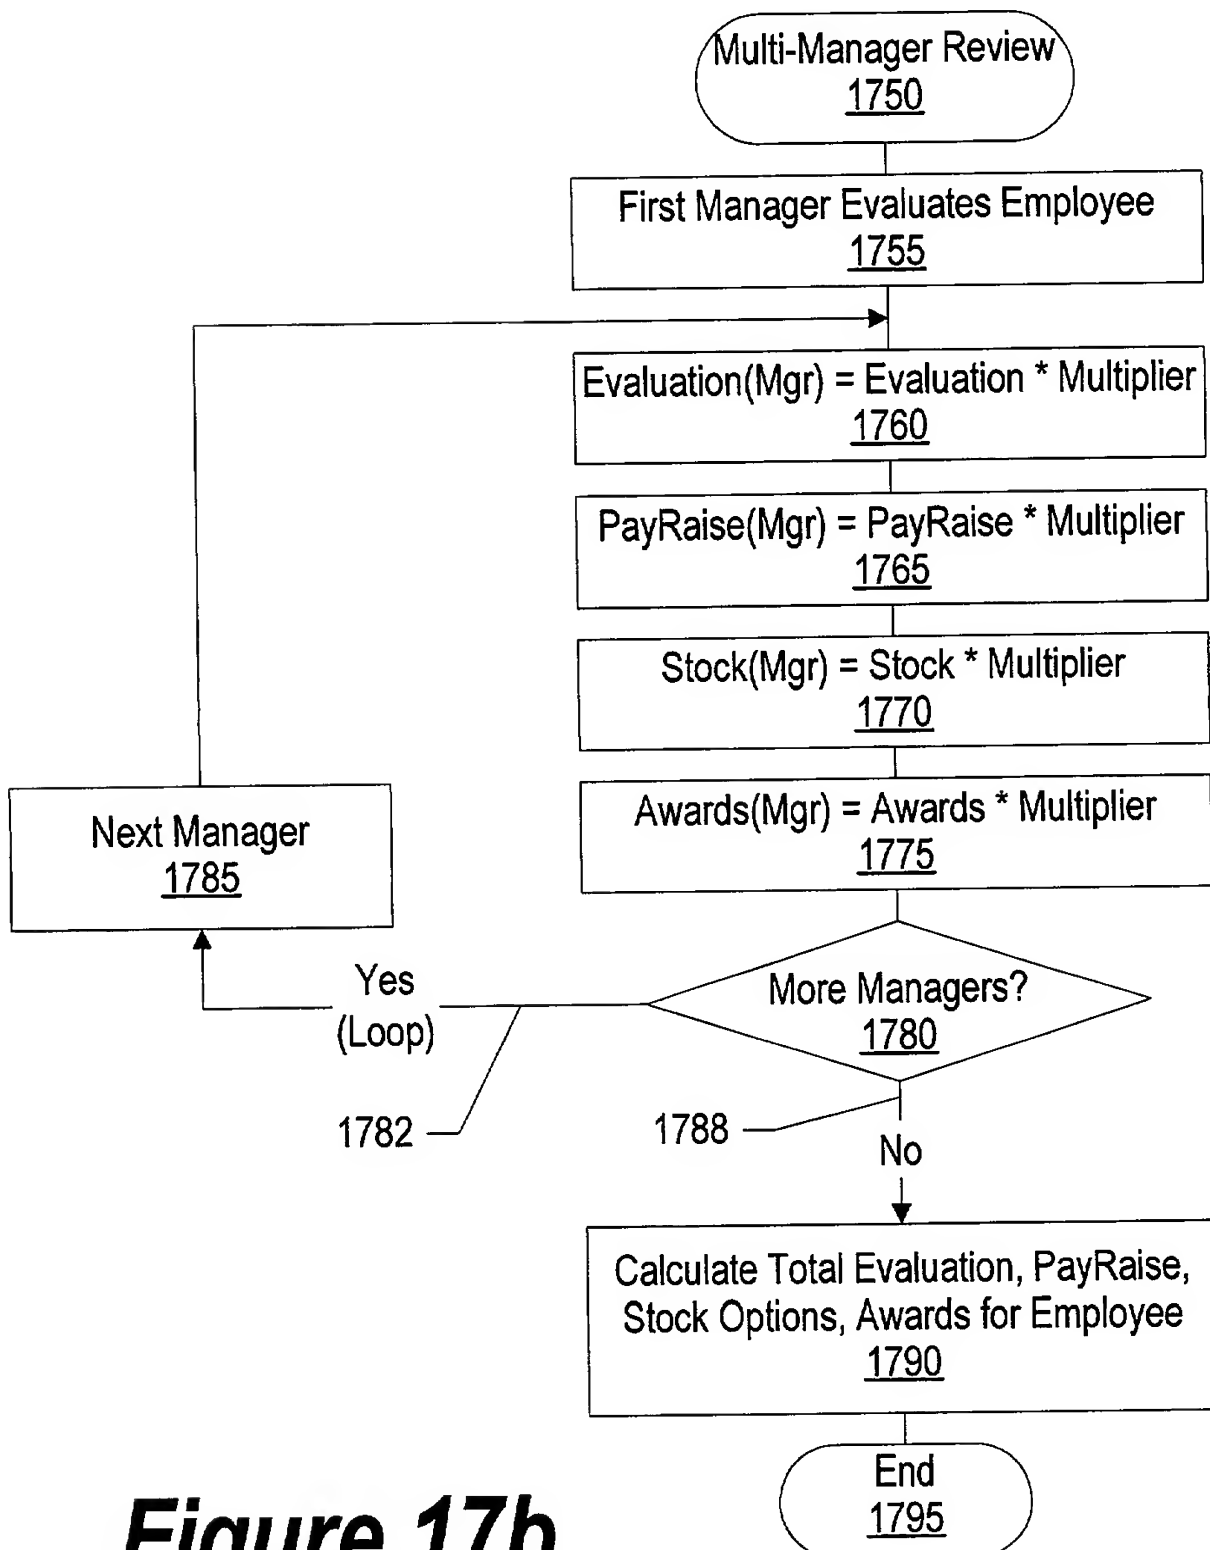 Multi-Manager Review
1750
First Manager Evaluates Employee
1755
Evaluation(Mgr) = Evaluation * Multiplier
1760
PayRaise(Mgr) = PayRaise * Multiplier
1765
Stock(Mgr) = Stock * Multiplier
1770
Awards(Mgr) = Awards * Multiplier
1775
Next Manager
1785
More Managers?
1780
Yes
(Loop)
1782
1788
No
Calculate Total Evaluation, PayRaise,
Stock Options, Awards for Employee
1790
End
1795
Figure 17b